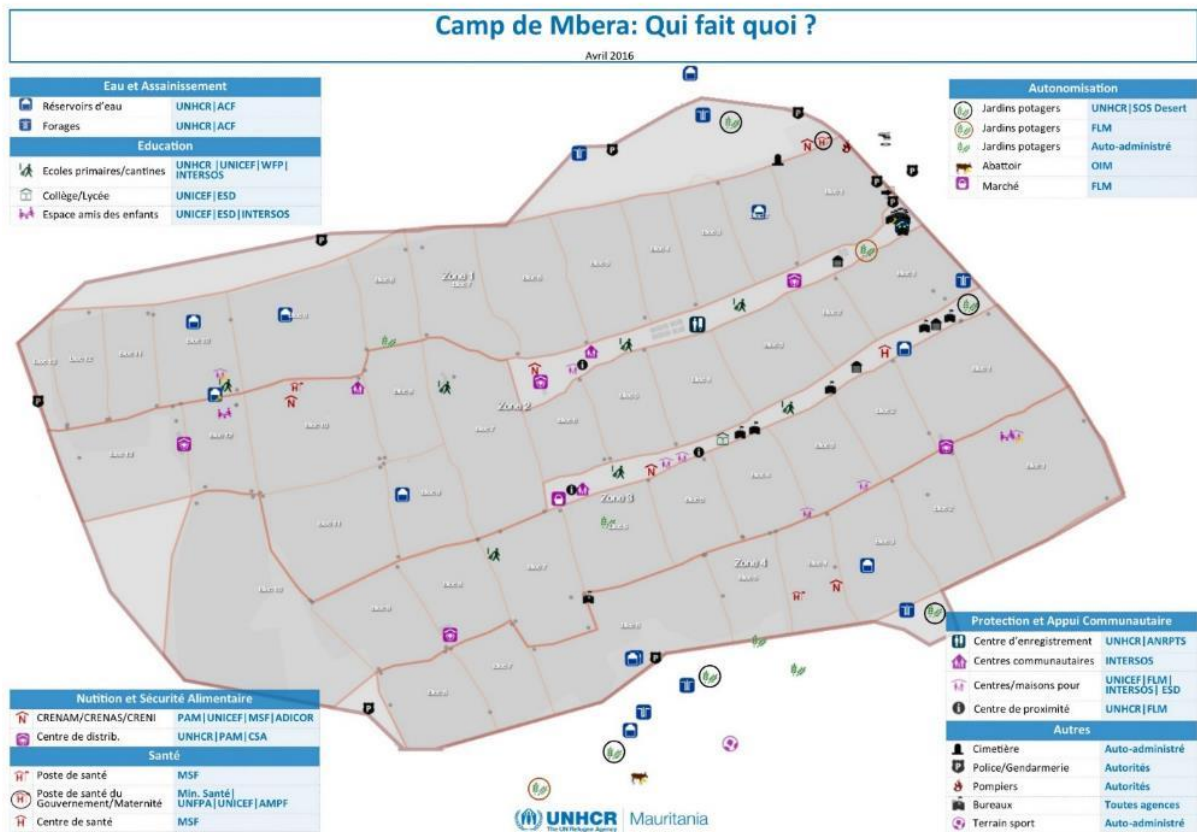 Camp de Mbera: Qui fait quoi ?
Avril 2016
Eau et Assainissement
Réservoirs d'eau UNHCR|ACF
Forages UNHCR|ACF
Education
Ecoles primaires/cantines UNHCR |UNICEF|WFP|
INTERSOS
Collège/Lycée UNICEF|ESD
Espace amis des enfants UNICEF|ESD|INTERSOS
Autonomisation
Jardins potagers UNHCR|SOS Desert
Jardins potagers FLM
Jardins potagers Auto-administré
Abattoir OIM
Marché FLM
Zone 1
Zone 2
Zone 3
Zone 4
Nutition et Sécurité Alimentaire
CRENAM/CRENAS/CRENI PAM|UNICEF|MSF|ADICOR
Centre de distrib. UNHCR|PAM|CSA
Santé
Poste de santé MSF
Poste de santé du
Gouvernement/Maternité
Min. Santé|
UNFPA|UNICEF|AMPF
Centre de santé MSF
Protection et Appui Communautaire
Centre d'enregistrement UNHCR|ANRPTS
Centres communautaires INTERSOS
Centres/maisons pour UNICEF|FLM|
INTERSOS| ESD
Centre de proximité UNHCR|FLM
Autres
Cimetière Auto-administré
Police/Gendarmerie Autorités
Pompiers Autorités
Bureaux Toutes agences
Terrain sport Auto-administré
UNHCR Mauritania
The UN Refugee Agency